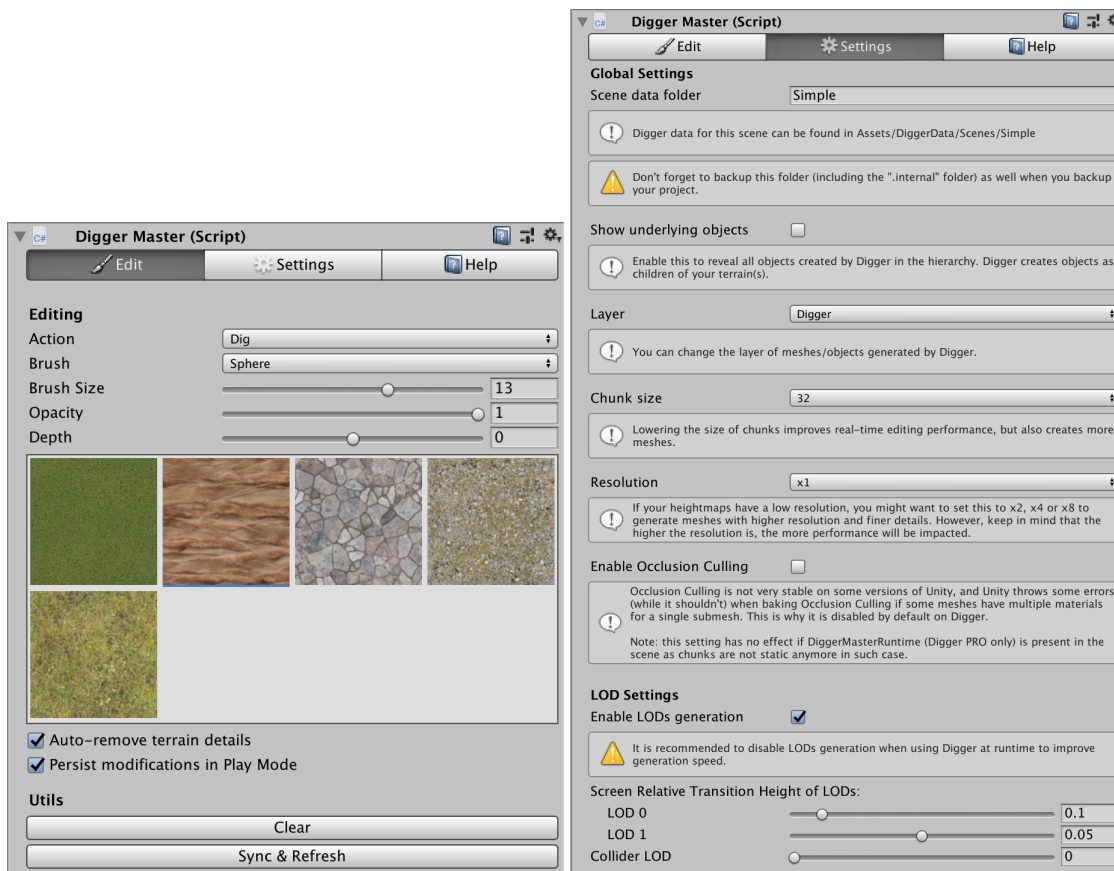 C# Digger Master (Script)
Edit Settings Help
Editing
Action Dig
Brush Sphere
Brush Size 13
Opacity 1
Depth 0
Auto-remove terrain details
Persist modifications in Play Mode
Utils
Clear
Sync & Refresh
C# Digger Master (Script)
Edit Settings Help
Global Settings
Scene data folder Simple
Digger data for this scene can be found in Assets/DiggerData/Scenes/Simple
Don't forget to backup this folder (including the ".internal" folder) as well when you backup
your project.
Show underlying objects
Enable this to reveal all objects created by Digger in the hierarchy. Digger creates objects as
children of your terrain(s).
Layer Digger
You can change the layer of meshes/objects generated by Digger.
Chunk size 32
Lowering the size of chunks improves real-time editing performance, but also creates more
meshes.
Resolution x1
If your heightmaps have a low resolution, you might want to set this to x2, x4 or x8 to
generate meshes with higher resolution and finer details. However, keep in mind that the
higher the resolution is, the more performance will be impacted.
Enable Occlusion Culling
Occlusion Culling is not very stable on some versions of Unity, and Unity throws some errors
(while it shouldn't) when baking Occlusion Culling if some meshes have multiple materials
for a single submesh. This is why it is disabled by default on Digger.
Note: this setting has no effect if DiggerMasterRuntime (Digger PRO only) is present in the
scene as chunks are not static anymore in such case.
LOD Settings
Enable LODs generation
It is recommended to disable LODs generation when using Digger at runtime to improve
generation speed.
Screen Relative Transition Height of LODs:
LOD 0 0.1
LOD 1 0.05
Collider LOD 0